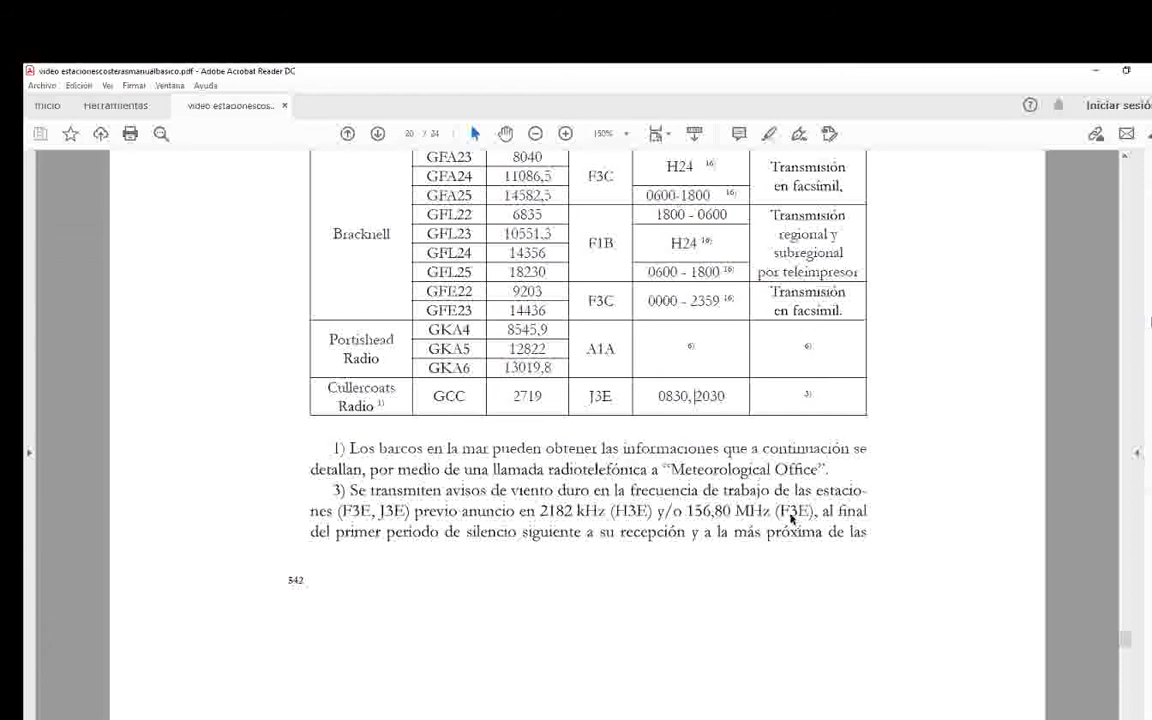 video estacionescosterasmanualbasico.pdf - Adobe Acrobat Reader DC
Archivo Edición Ver Firmar Ventana Ayuda
Inicio Herramientas video estacionescos... × Iniciar sesió
20 / 24 150%
GFA23 8040
GFA24 11086,5 F3C H24 16) Transmisión en facsímil,
GFA25 14582,5 0600-1800 16)
Bracknell
GFL22 6835 1800 - 0600 Transmisión
GFL23 10551,3 F1B H24 16) regional y
GFL24 14356 subregional
GFL25 18230 0600 - 1800 16) por teleimpresor
GFE22 9203 F3C 0000 - 2359 16) Transmisión
GFE23 14436 en facsímil.
Portishead Radio
GKA4 8545,9
GKA5 12822 A1A 6) 6)
GKA6 13019,8
Cullercoats Radio 1) GCC 2719 J3E 0830, 2030 3)
1) Los barcos en la mar pueden obtener las informaciones que a continuación se
detallan, por medio de una llamada radiotelefónica a “Meteorological Office”.
3) Se transmiten avisos de viento duro en la frecuencia de trabajo de las estacio-
nes (F3E, J3E) previo anuncio en 2182 kHz (H3E) y/o 156,80 MHz (F3E), al final
del primer periodo de silencio siguiente a su recepción y a la más próxima de las
542